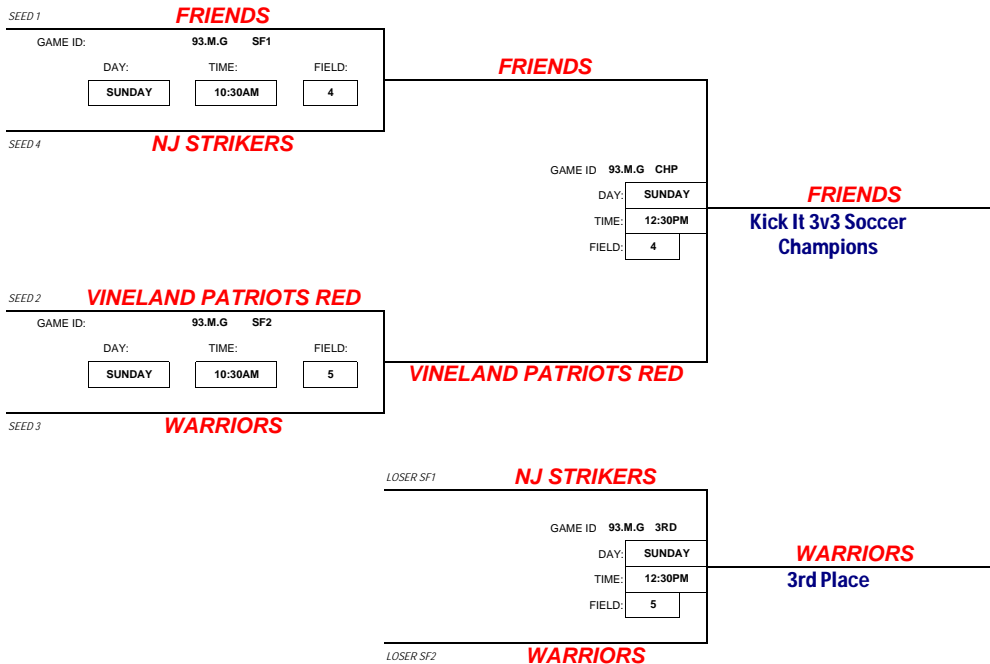 SEED 1 FRIENDS
GAME ID: 93.M.G SF1
DAY: TIME: FIELD:
SUNDAY 10:30AM 4
SEED 4 NJ STRIKERS
FRIENDS
GAME ID 93.M.G CHP
DAY: SUNDAY
TIME: 12:30PM
FIELD: 4
FRIENDS
Kick It 3v3 Soccer
Champions
SEED 2 VINELAND PATRIOTS RED
GAME ID: 93.M.G SF2
DAY: TIME: FIELD:
SUNDAY 10:30AM 5
SEED 3 WARRIORS
VINELAND PATRIOTS RED
LOSER SF1 NJ STRIKERS
GAME ID 93.M.G 3RD
DAY: SUNDAY
TIME: 12:30PM
FIELD: 5
WARRIORS
3rd Place
LOSER SF2 WARRIORS